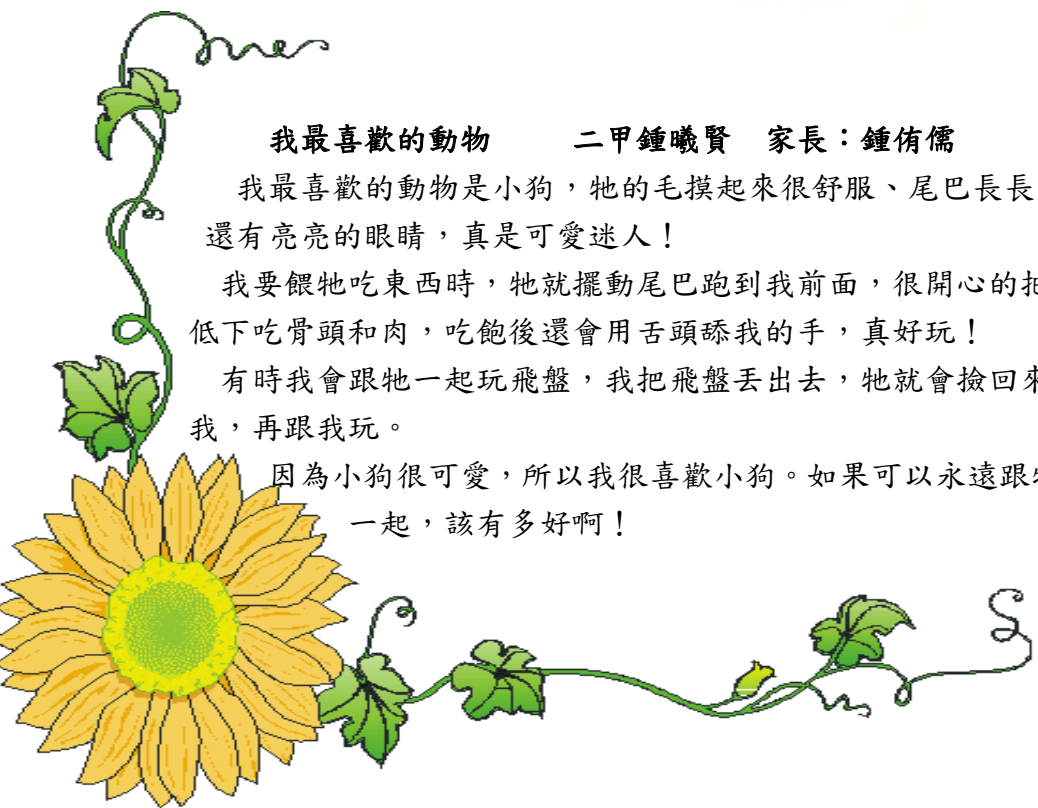 我最喜歡的動物 二甲鍾曦賢 家長：鍾侑儒
我最喜歡的動物是小狗，牠的毛摸起來很舒服、尾巴長長
還有亮亮的眼睛，真是可愛迷人！
我要餵牠吃東西時，牠就擺動尾巴跑到我前面，很開心的
低下吃骨頭和肉，吃飽後還會用舌頭舔我的手，真好玩！
有時我會跟牠一起玩飛盤，我把飛盤丟出去，牠就會撿回
我，再跟我玩。
因為小狗很可愛，所以我很喜歡小狗。如果可以永遠跟
一起，該有多好啊！